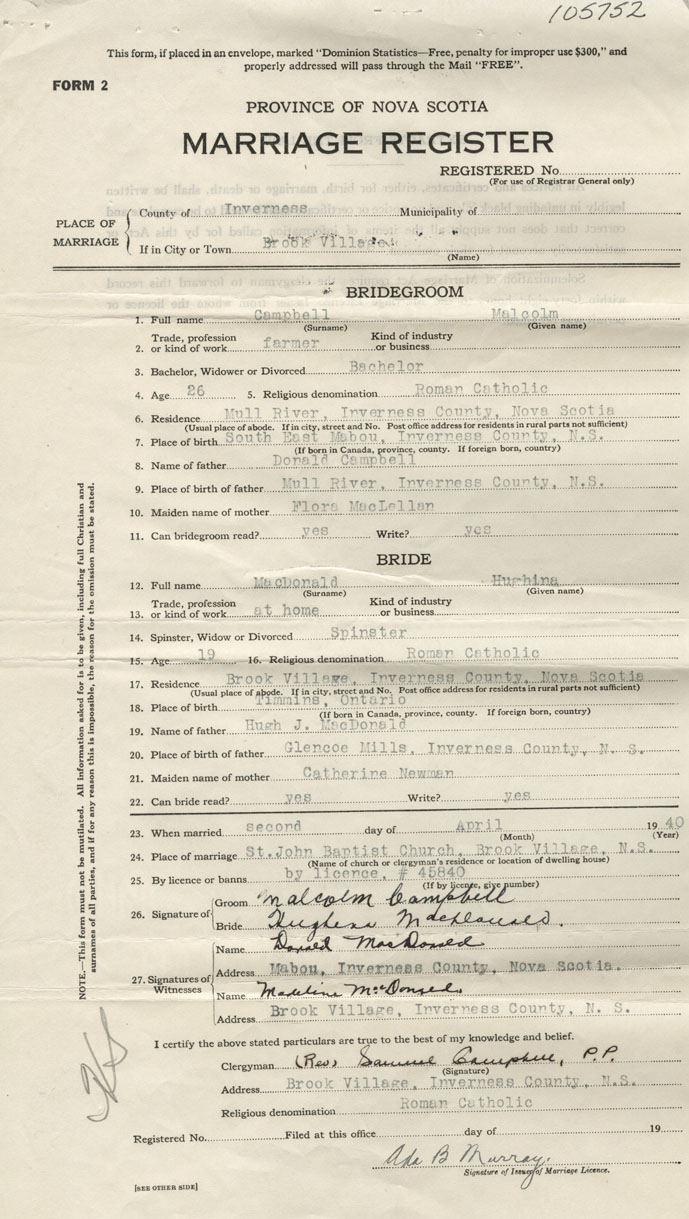 105752
This form, if placed in an envelope, marked "Dominion Statistics—Free, penalty for improper use $300," and
properly addressed will pass through the Mail "FREE".
FORM 2
PROVINCE OF NOVA SCOTIA
MARRIAGE REGISTER
REGISTERED No.
(For use of Registrar General only)
PLACE OF MARRIAGE
County of Inverness Municipality of
If in City or Town Brook Village
(Name)
BRIDEGROOM
1. Full name Campbell Malcolm
(Surname) (Given name)
2. Trade, profession or kind of work farmer Kind of industry or business
3. Bachelor, Widower or Divorced Bachelor
4. Age 26 5. Religious denomination Roman Catholic
6. Residence Mull River, Inverness County, Nova Scotia
(Usual place of abode. If in city, street and No. Post office address for residents in rural parts not sufficient)
7. Place of birth South East Mabou, Inverness County, N.S.
(If born in Canada, province, county. If foreign born, country)
8. Name of father Donald Campbell
9. Place of birth of father Mull River, Inverness County, N.S.
10. Maiden name of mother Flora MacLellan
11. Can bridegroom read? yes Write? yes
BRIDE
12. Full name MacDonald Hughina
(Surname) (Given name)
13. Trade, profession or kind of work at home Kind of industry or business
14. Spinster, Widow or Divorced Spinster
15. Age 19 16. Religious denomination Roman Catholic
17. Residence Brook Village, Inverness County, Nova Scotia
(Usual place of abode. If in city, street and No. Post office address for residents in rural parts not sufficient)
18. Place of birth Timmins, Ontario
(If born in Canada, province, county. If foreign born, country)
19. Name of father Hugh J. MacDonald
20. Place of birth of father Glencoe Mills, Inverness County, N. S.
21. Maiden name of mother Catherine Newman
22. Can bride read? yes Write? yes
23. When married second day of April 1940
(Month) (Year)
24. Place of marriage St.John Baptist Church, Brook Village, N.S.
(Name of church or clergyman's residence or location of dwelling house)
25. By licence or banns by licence, # 45840
(If by licence, give number)
26. Signature of
Groom Malcolm Campbell
Bride Hughena MacDonald.
27. Signatures of Witnesses
Name Donald MacDonald
Address Mabou, Inverness County, Nova Scotia.
Name Madeline McDonald
Address Brook Village, Inverness County, N. S.
I certify the above stated particulars are true to the best of my knowledge and belief.
Clergyman (Rev) Samuel Campbell, P.P.
(Signature)
Address Brook Village, Inverness County, N.S.
Religious denomination Roman Catholic
Registered No. Filed at this office day of 19
Ada B Murray.
Signature of Issuer of Marriage Licence.
[SEE OTHER SIDE]
NOTE.—This form must not be mutilated. All information asked for is to be given, including full Christian and
surnames of all parties, and if for any reason this is impossible, the reason for the omission must be stated.